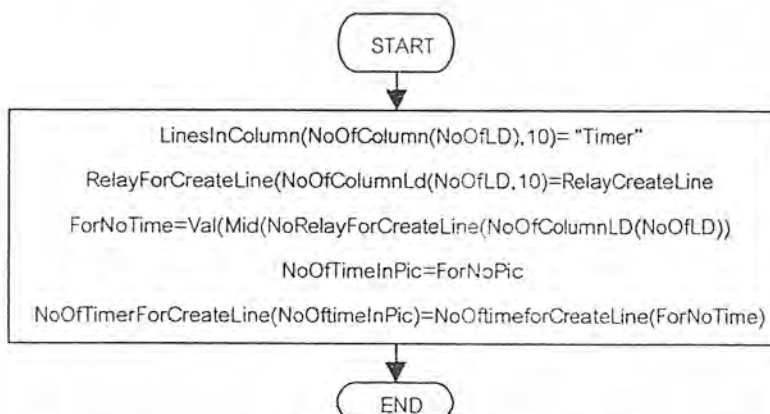 START
LinesInColumn(NoOfColumn(NoOfLD),10)= "Timer"
RelayForCreateLine(NoOfColumnLd(NoOfLD,10)=RelayCreateLine
ForNoTime=Val(Mid(NoRelayForCreateLine(NoOfColumnLD(NoOfLD))
NoOfTimeInPic=ForNoPic
NoOfTimerForCreateLine(NoOftimeInPic)=NoOftimeforCreateLine(ForNoTime)
END